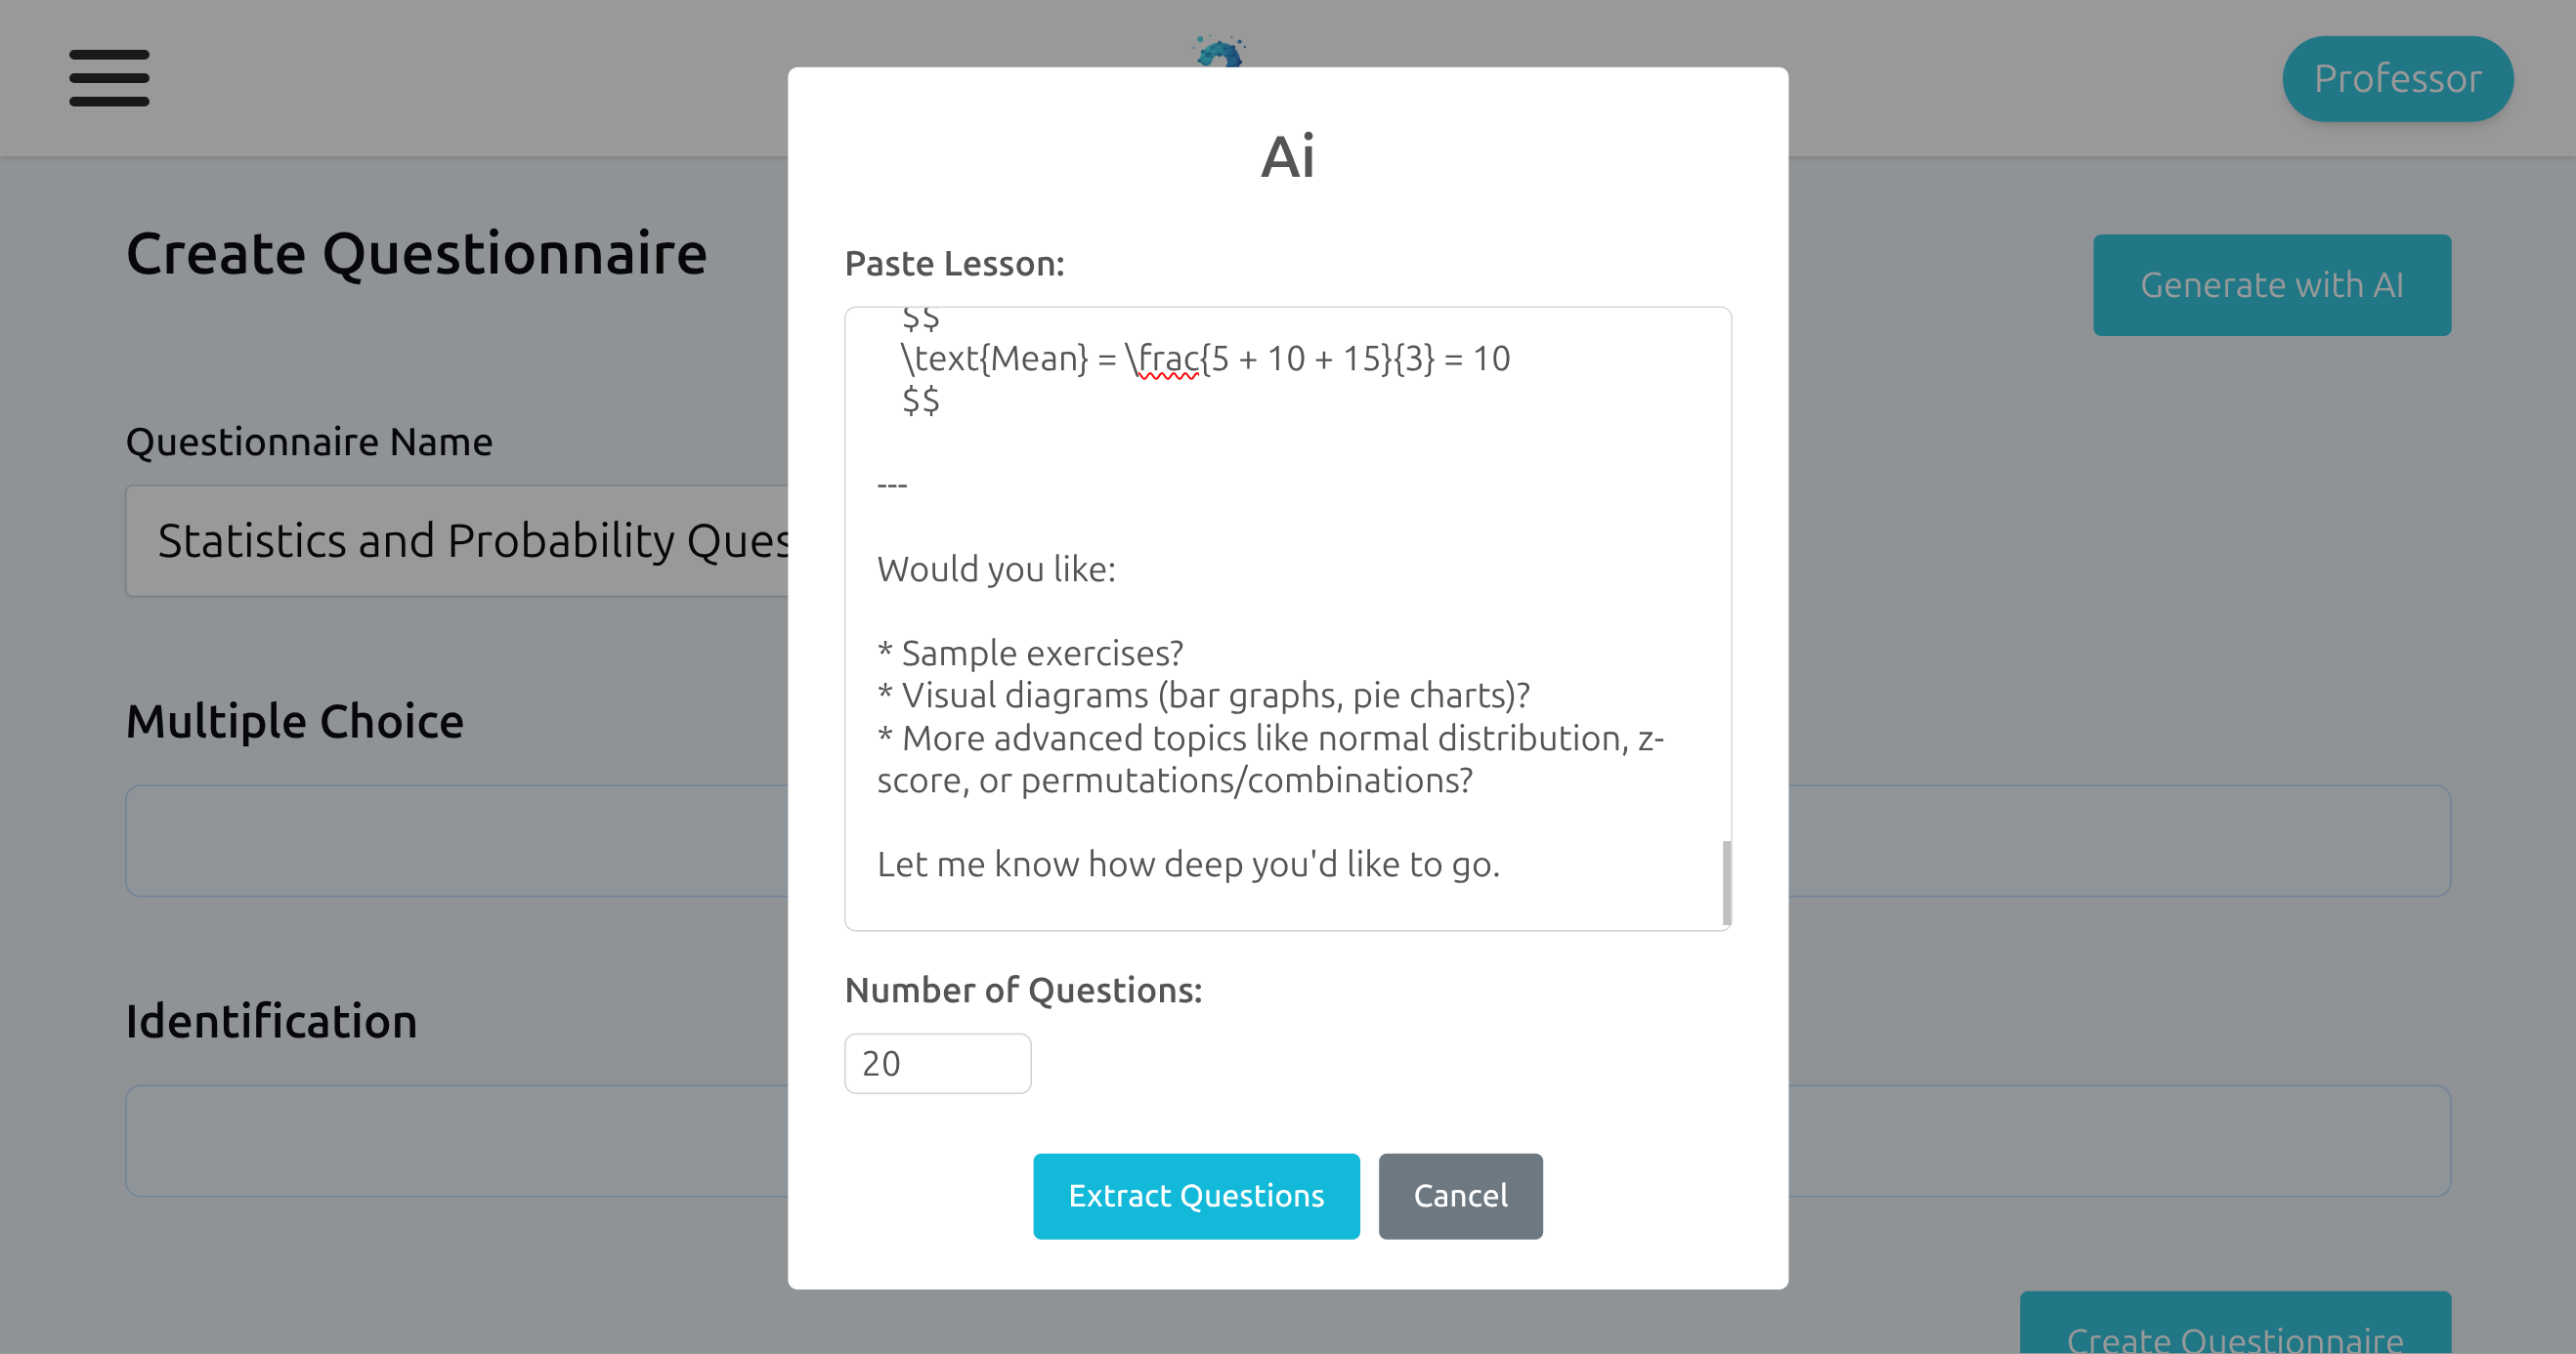 Professor
Ai
Create Questionnaire
Generate with AI
Paste Lesson:
$$
\text{Mean} = \frac{5 + 10 + 15}{3} = 10
$$
---
Would you like:
* Sample exercises?
* Visual diagrams (bar graphs, pie charts)?
* More advanced topics like normal distribution, z-
score, or permutations/combinations?
Let me know how deep you'd like to go.
Questionnaire Name
Statistics and Probability Ques
Multiple Choice
Identification
Number of Questions:
20
Extract Questions
Cancel
Create Questionnaire